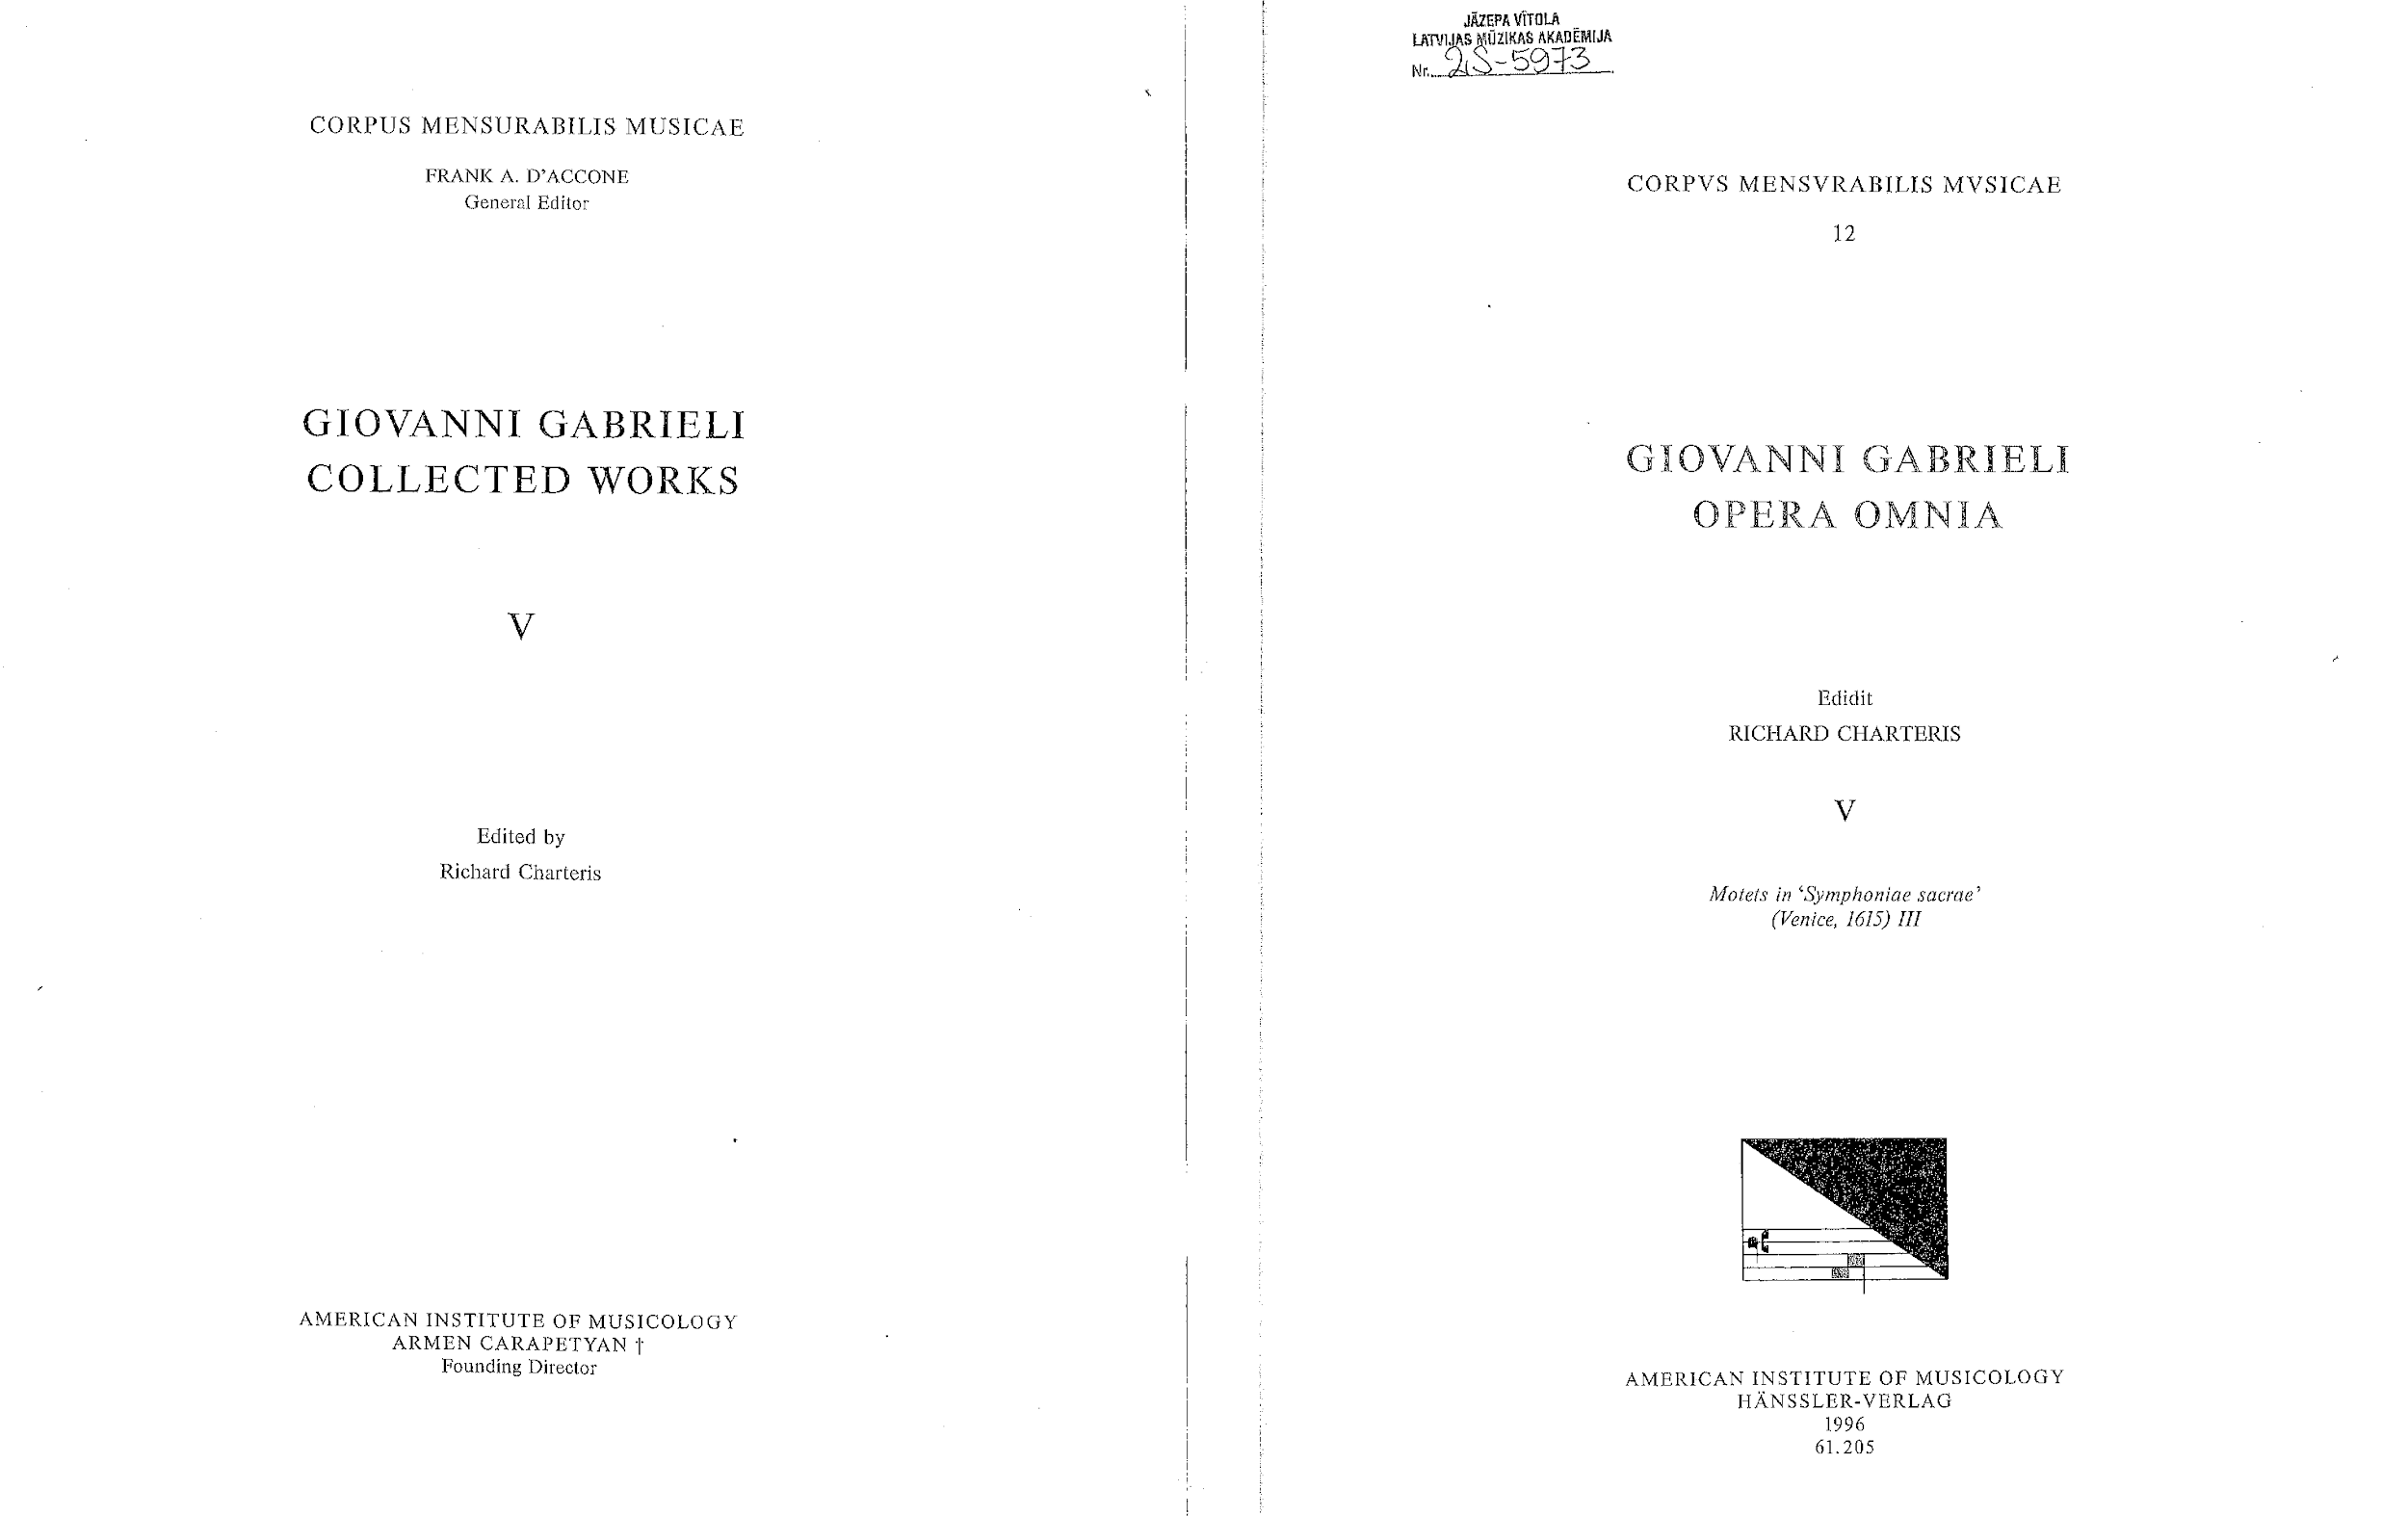 CORPUS MENSURABILIS MUSICAE
FRANK A. D'ACCONE
General Editor
GIOVANNI GABRIELI
COLLECTED WORKS
V
Edited by
Richard Charteris
AMERICAN INSTITUTE OF MUSICOLOGY
ARMEN CARAPETYAN †
Founding Director
JĀZEPA VĪTOLA
LATVIJAS MŪZIKAS AKADĒMIJA
Nr. 2S-5973
CORPVS MENSVRABILIS MVSICAE
12
GIOVANNI GABRIELI
OPERA OMNIA
Edidit
RICHARD CHARTERIS
V
Motets in ‘Symphoniae sacrae’
(Venice, 1615) III
AMERICAN INSTITUTE OF MUSICOLOGY
HÄNSSLER-VERLAG
1996
61.205